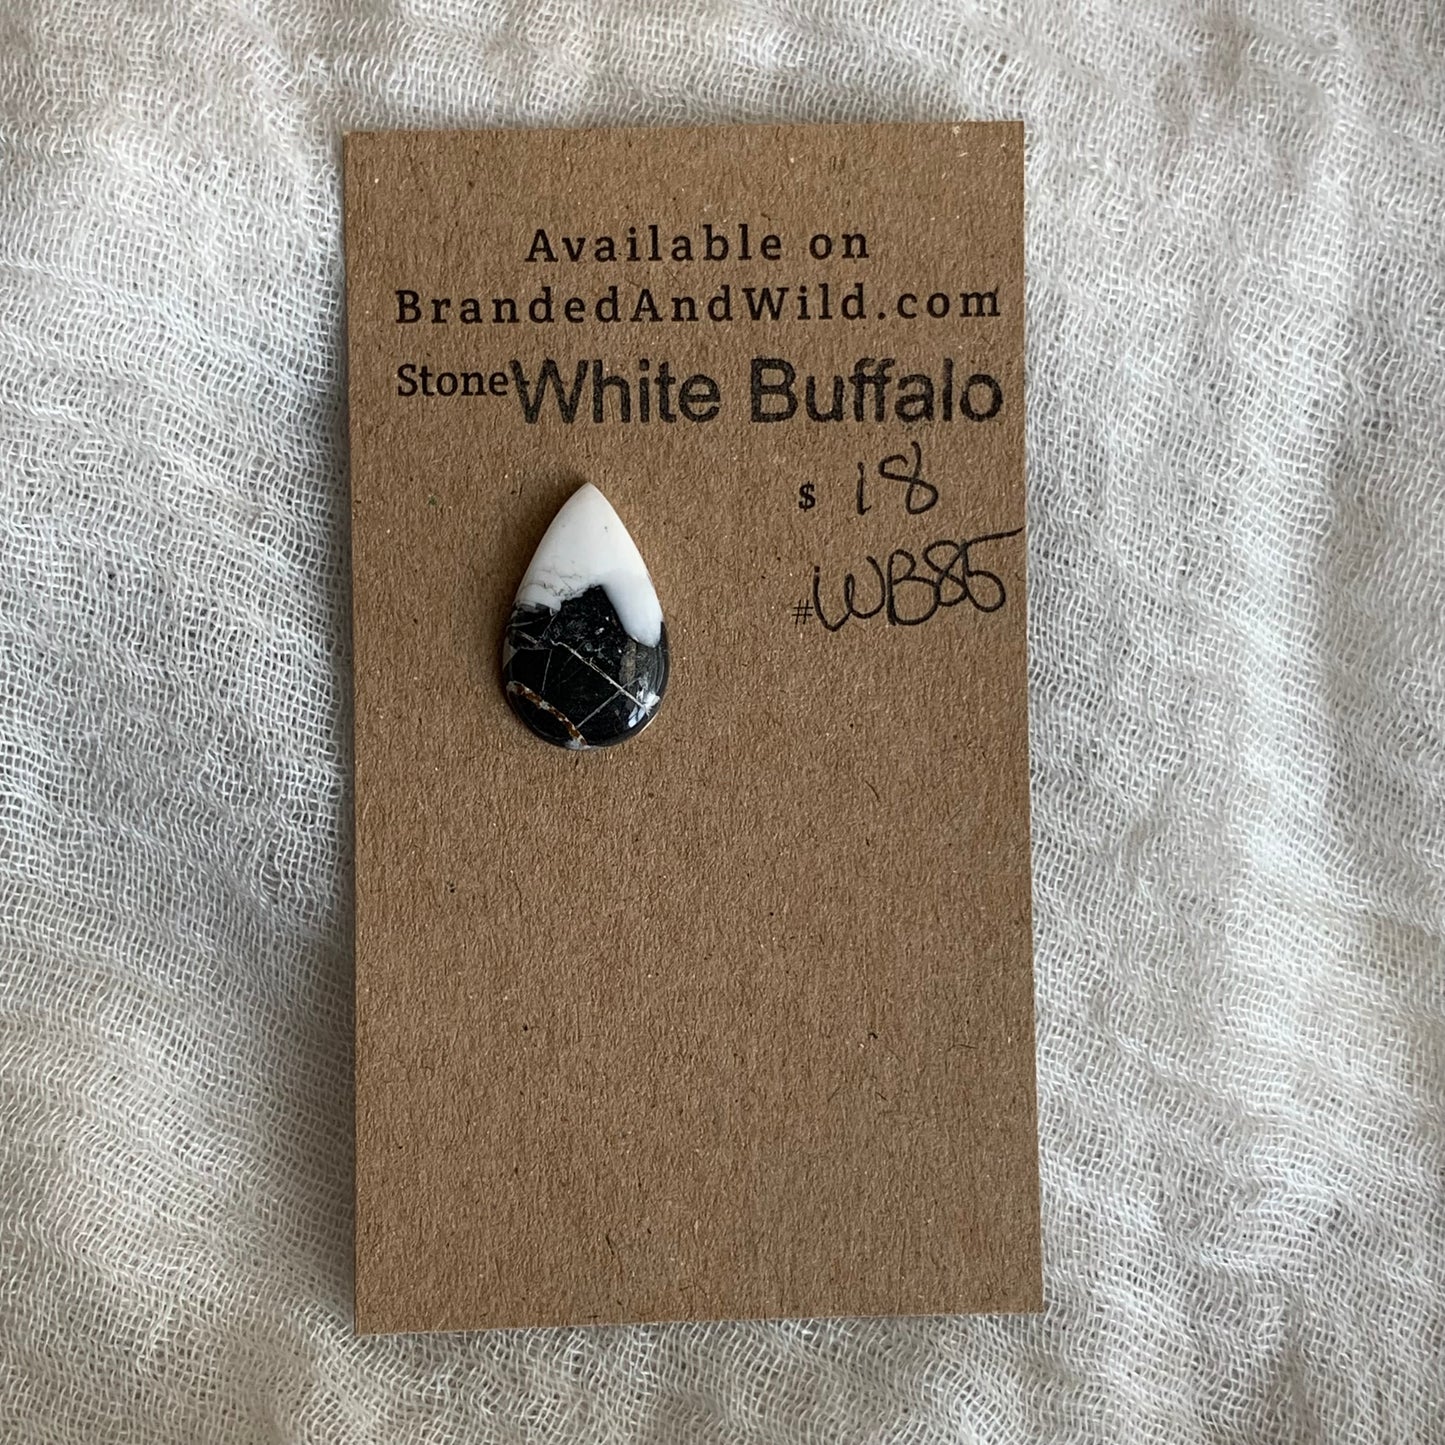 Available on
BrandedAndWild.com
Stone White Buffalo
$ 18
#WB85